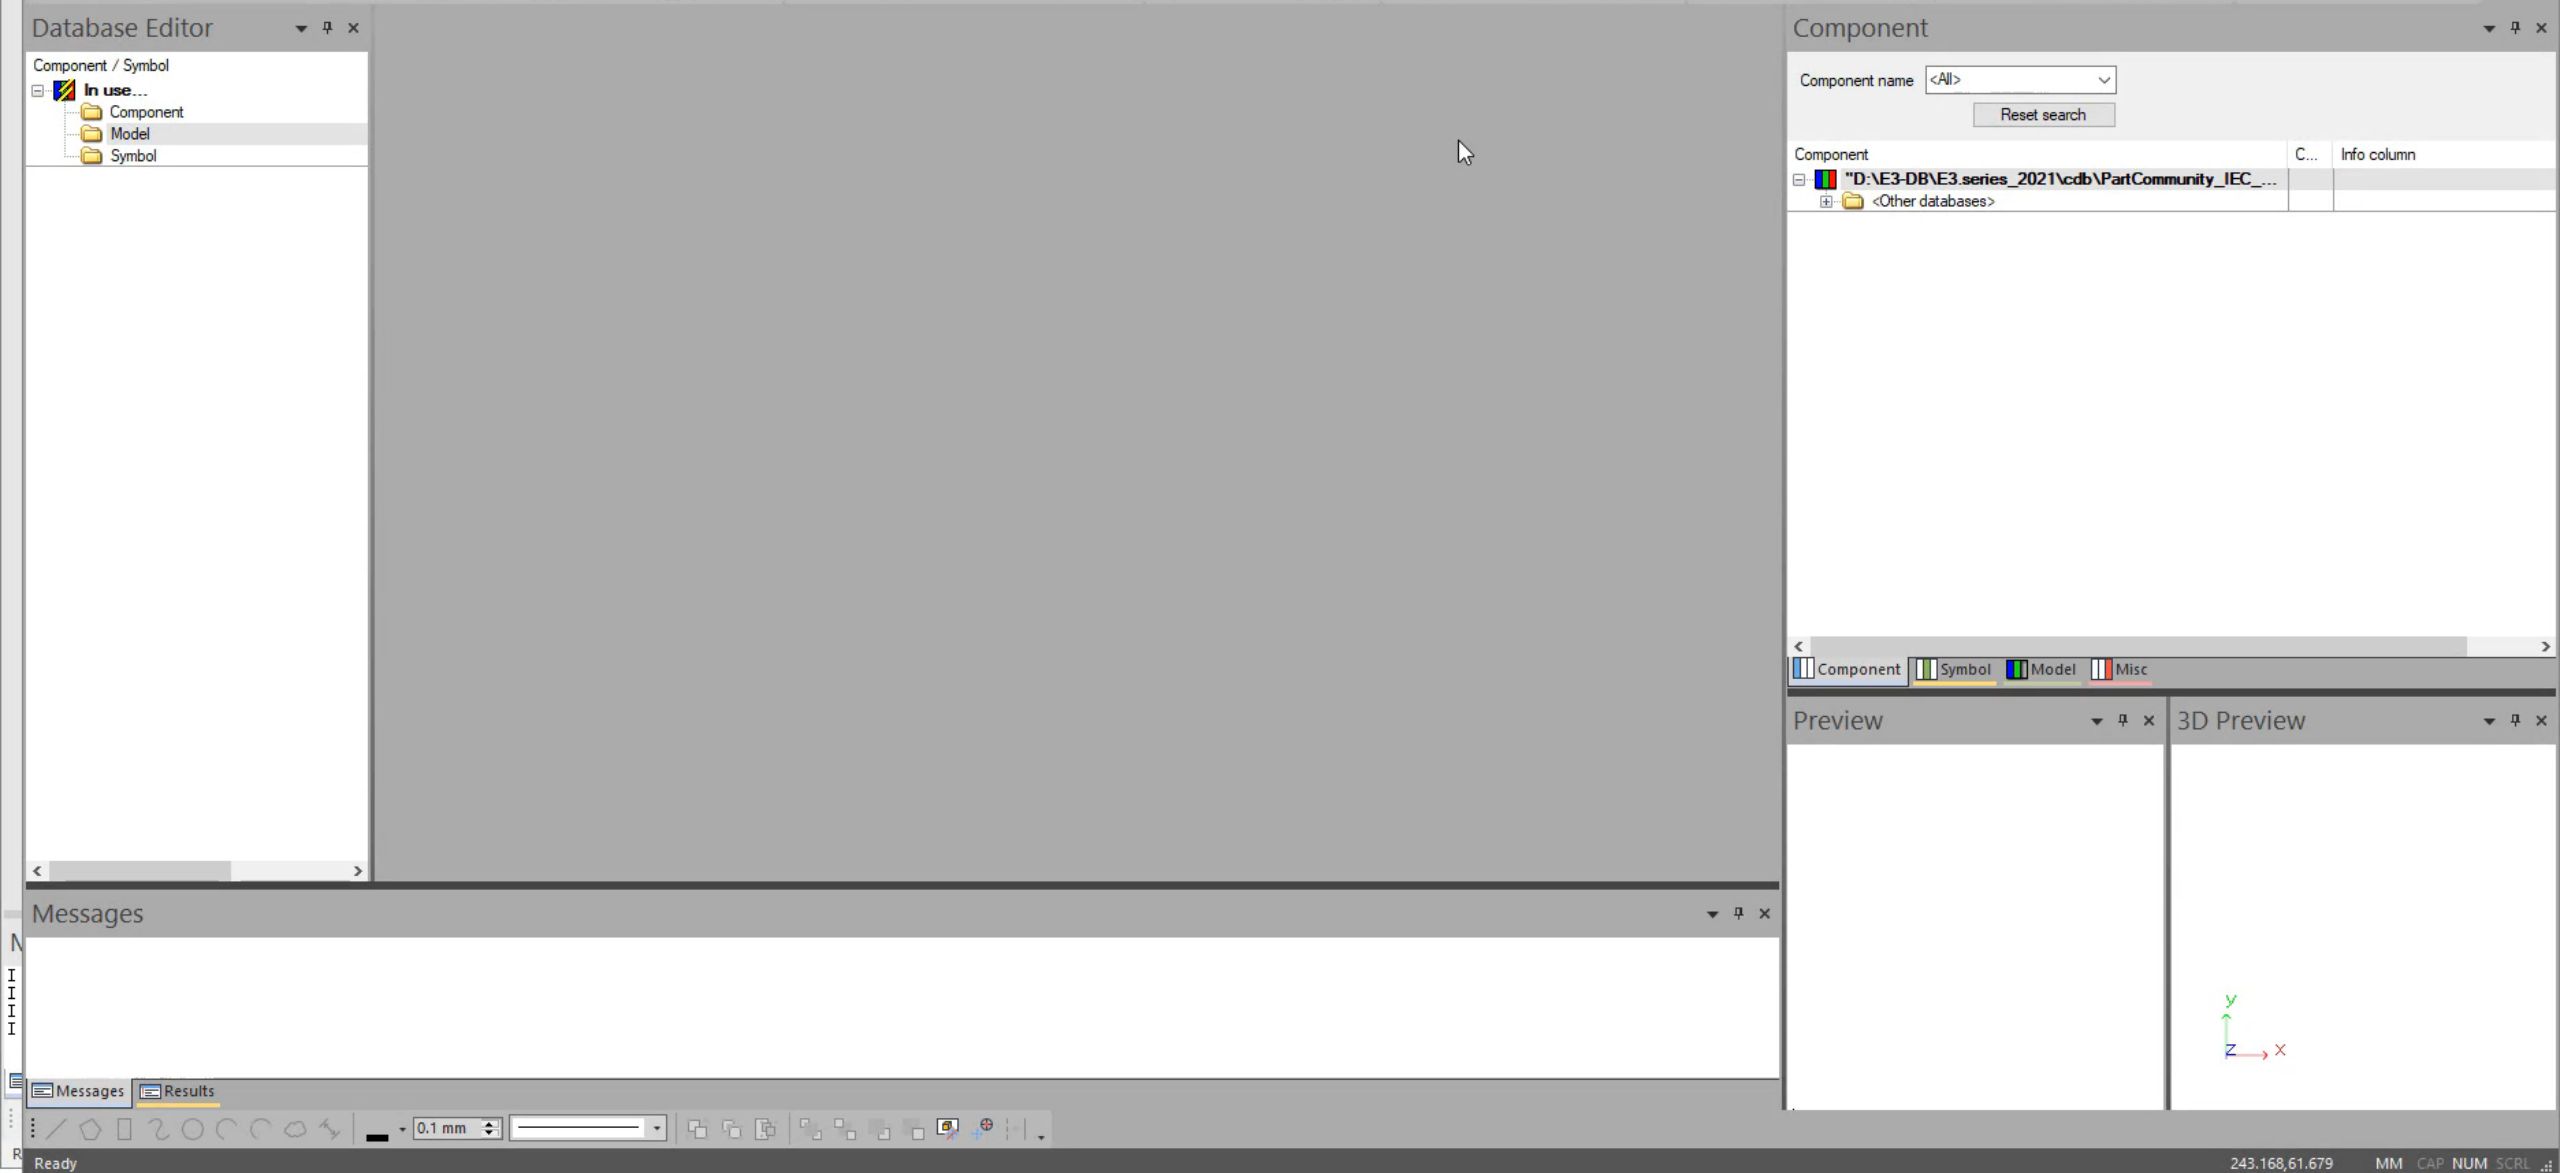 Database Editor
Component / Symbol
In use...
Component
Model
Symbol
Component
Component name <All>
Reset search
Component C... Info column
"D:\E3-DB\E3.series_2021\cdb\PartCommunity_IEC_...
<Other databases>
Component Symbol Model Misc
Preview
3D Preview
y
z x
Messages
Messages Results
0.1 mm
Ready
243.168,61.679 MM CAP NUM SCRL